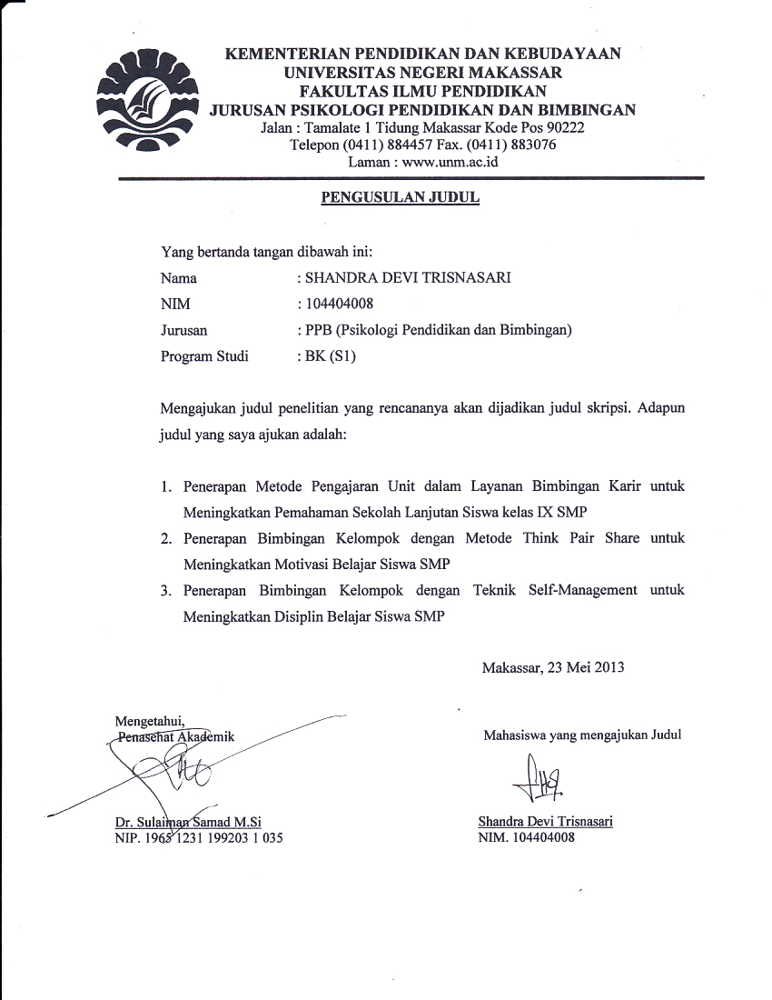 KEMENTERIAN PENDIDIKAN DAN KEBUDAYAAN
UNIVERSITAS NEGERI MAKASSAR
FAKULTAS ILMU PENDIDIKAN
JURUSAN PSIKOLOGI PENDIDIKAN DAN BIMBINGAN
Jalan : Tamalate 1 Tidung Makassar Kode Pos 90222
Telepon (0411) 884457 Fax. (0411) 883076
Laman : www.unm.ac.id
PENGUSULAN JUDUL
Yang bertanda tangan dibawah ini:
Nama : SHANDRA DEVI TRISNASARI
NIM : 104404008
Jurusan : PPB (Psikologi Pendidikan dan Bimbingan)
Program Studi : BK (S1)
Mengajukan judul penelitian yang rencananya akan dijadikan judul skripsi. Adapun
judul yang saya ajukan adalah:
1. Penerapan Metode Pengajaran Unit dalam Layanan Bimbingan Karir untuk
Meningkatkan Pemahaman Sekolah Lanjutan Siswa kelas IX SMP
2. Penerapan Bimbingan Kelompok dengan Metode Think Pair Share untuk
Meningkatkan Motivasi Belajar Siswa SMP
3. Penerapan Bimbingan Kelompok dengan Teknik Self-Management untuk
Meningkatkan Disiplin Belajar Siswa SMP
Makassar, 23 Mei 2013
Mengetahui,
Penasehat Akademik
Mahasiswa yang mengajukan Judul
Dr. Sulaiman Samad M.Si
NIP. 1965 1231 199203 1 035
Shandra Devi Trisnasari
NIM. 104404008